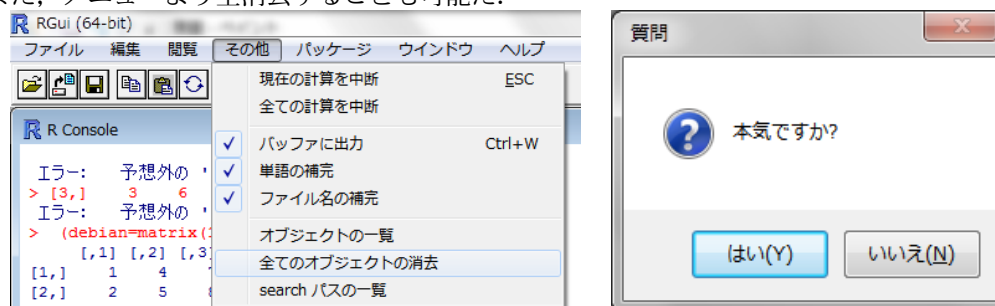 また，メニューより全消去することも可能だ．
RGui (64-bit)
ファイル 編集 閲覧 その他 パッケージ ウインドウ ヘルプ
現在の計算を中断 ESC
全ての計算を中断
R Console
バッファに出力 Ctrl+W
単語の補完
ファイル名の補完
オブジェクトの一覧
全てのオブジェクトの消去
search パスの一覧
エラー: 予想外の '
> [3,] 3 6
エラー: 予想外の '
> (debian=matrix(
[,1] [,2] [,3
[1,] 1 4
[2,] 2 5
質問
本気ですか?
はい(Y) いいえ(N)